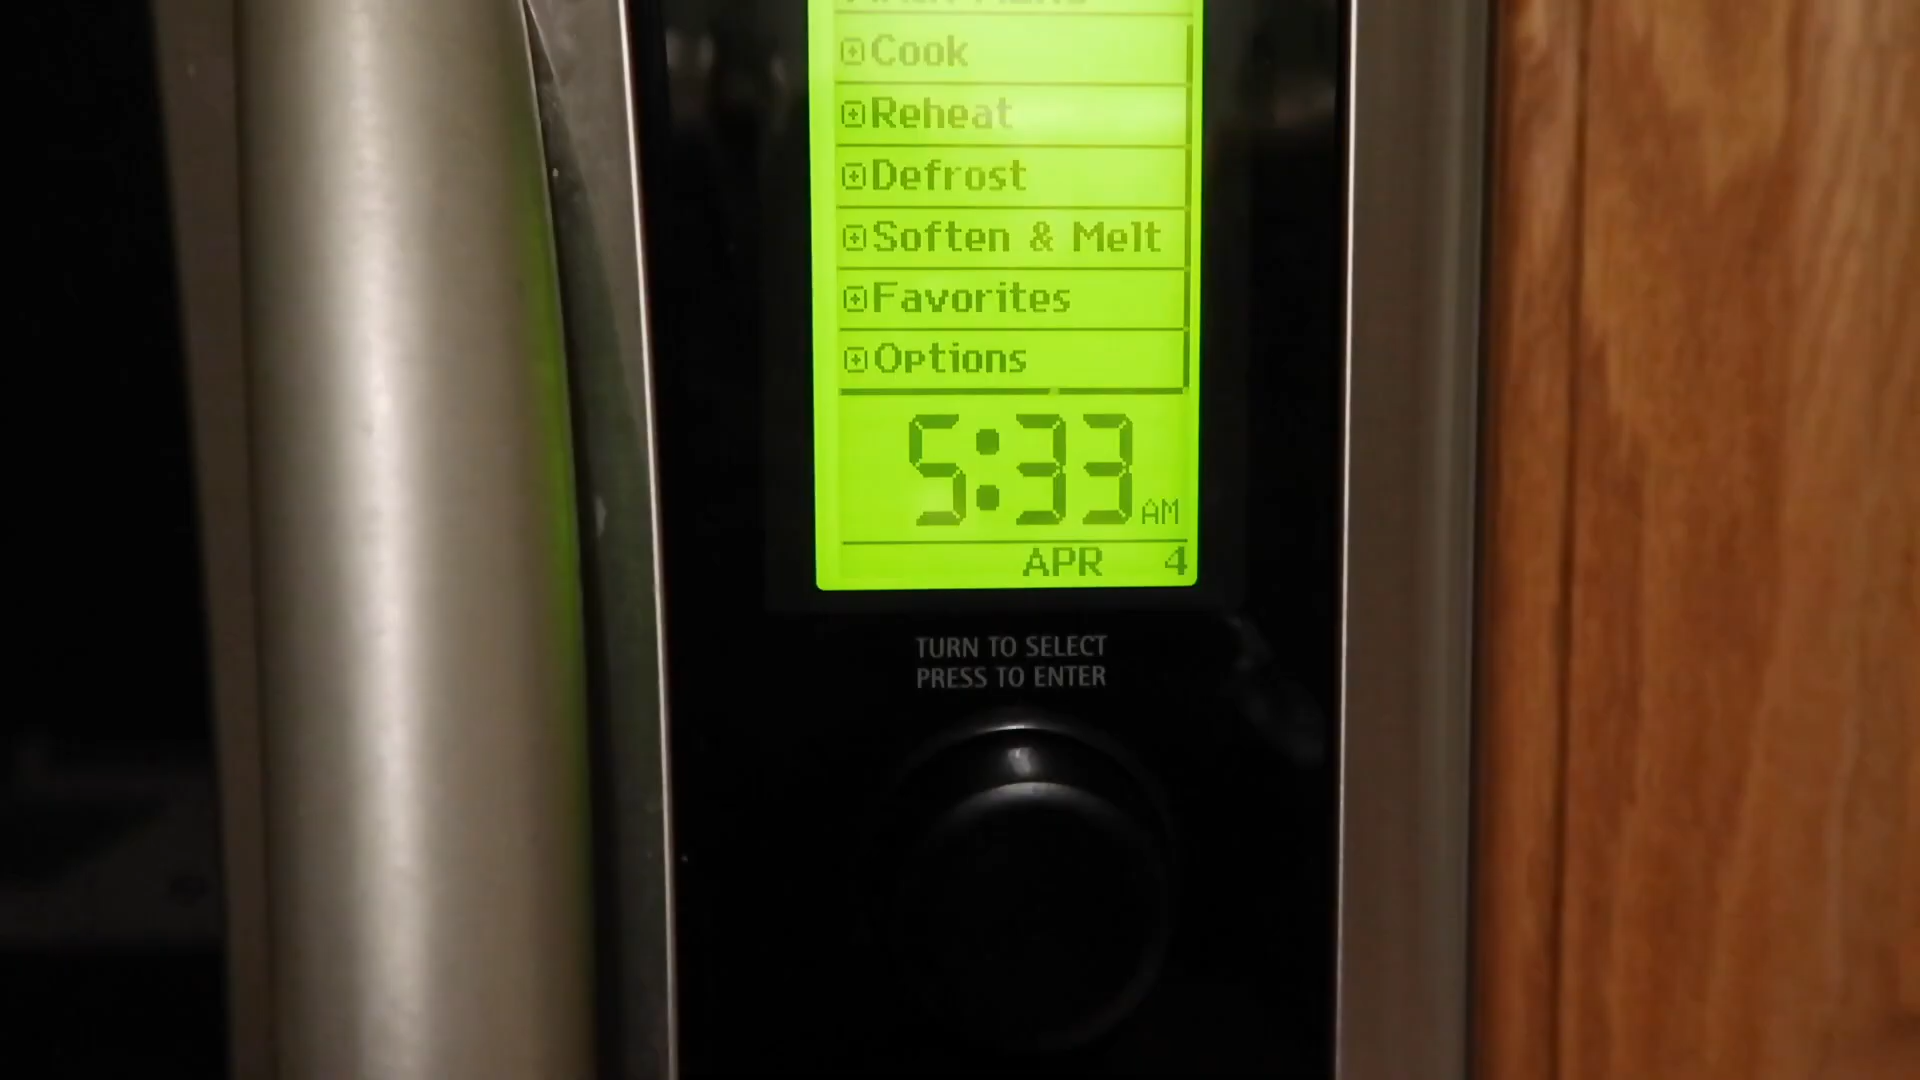 Cook
Reheat
Defrost
Soften & Melt
Favorites
Options
5:33 AM
APR 4
TURN TO SELECT
PRESS TO ENTER